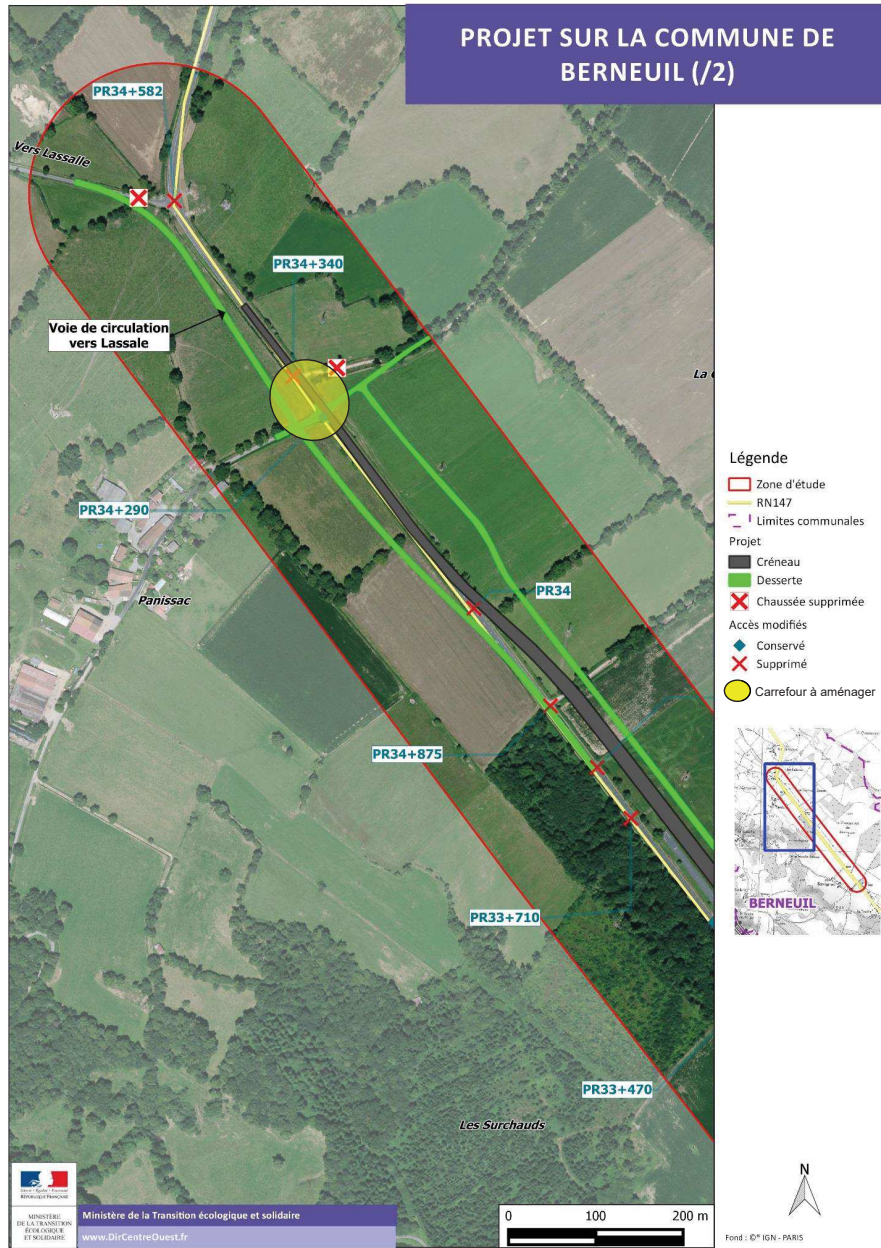 PROJET SUR LA COMMUNE DE
BERNEUIL (/2)
PR34+582
Vers Lassalle
PR34+340
Voie de circulation
vers Lassale
PR34+290
Panissac
PR34
PR34+875
PR33+710
PR33+470
Les Surchauds
Légende
Zone d'étude
RN147
Limites communales
Projet
Créneau
Desserte
Chaussée supprimée
Accès modifiés
Conservé
Supprimé
Carrefour à aménager
BERNEUIL
N
RÉPUBLIQUE FRANÇAISE
MINISTÈRE
DE LA TRANSITION
ÉCOLOGIQUE
ET SOLIDAIRE
Ministère de la Transition écologique et solidaire
www.DirCentreOuest.fr
0 100 200 m
Fond : ©® IGN - PARIS